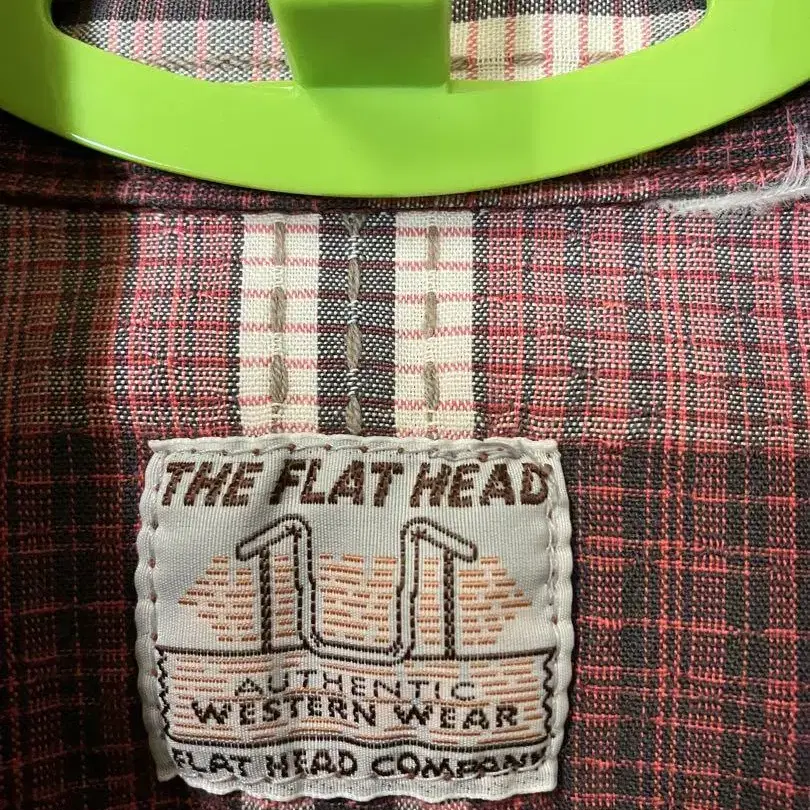 THE FLAT HEAD
AUTHENTIC
WESTERN WEAR
FLAT HEAD COMPANY